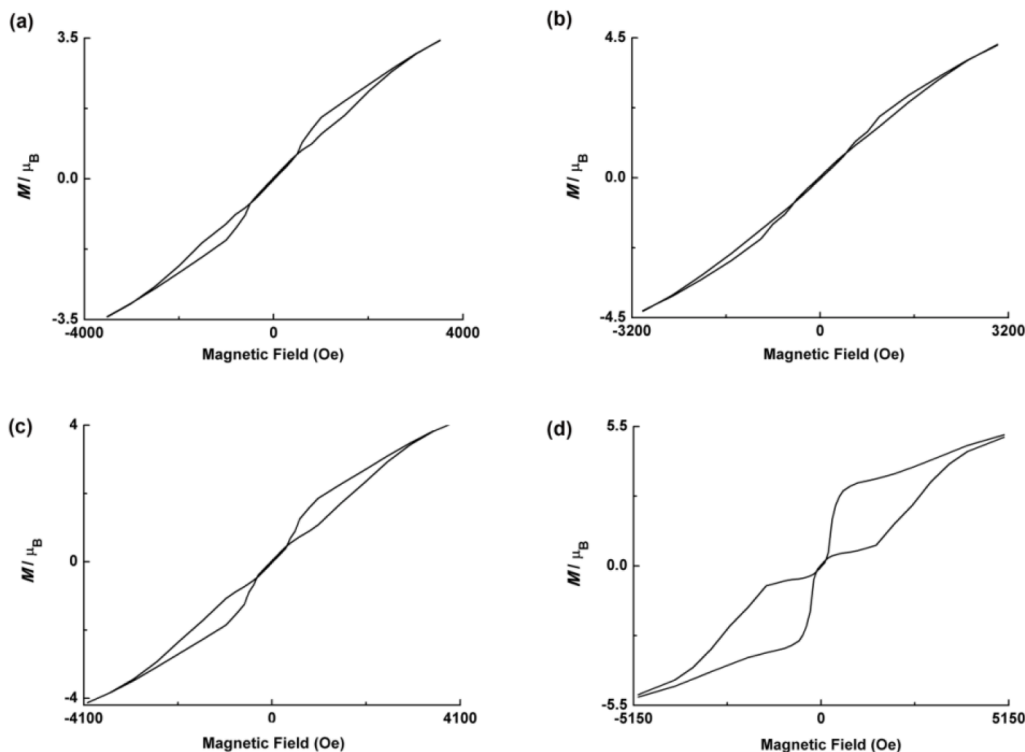 (a)
3.5
M / μB
0.0
-3.5
-4000
0
4000
Magnetic Field (Oe)
(b)
4.5
M / μB
0.0
-4.5
-3200
0
3200
Magnetic Field (Oe)
(c)
4
M / μB
0
-4
-4100
0
4100
Magnetic Field (Oe)
(d)
5.5
M / μB
0.0
-5.5
-5150
0
5150
Magnetic Field (Oe)